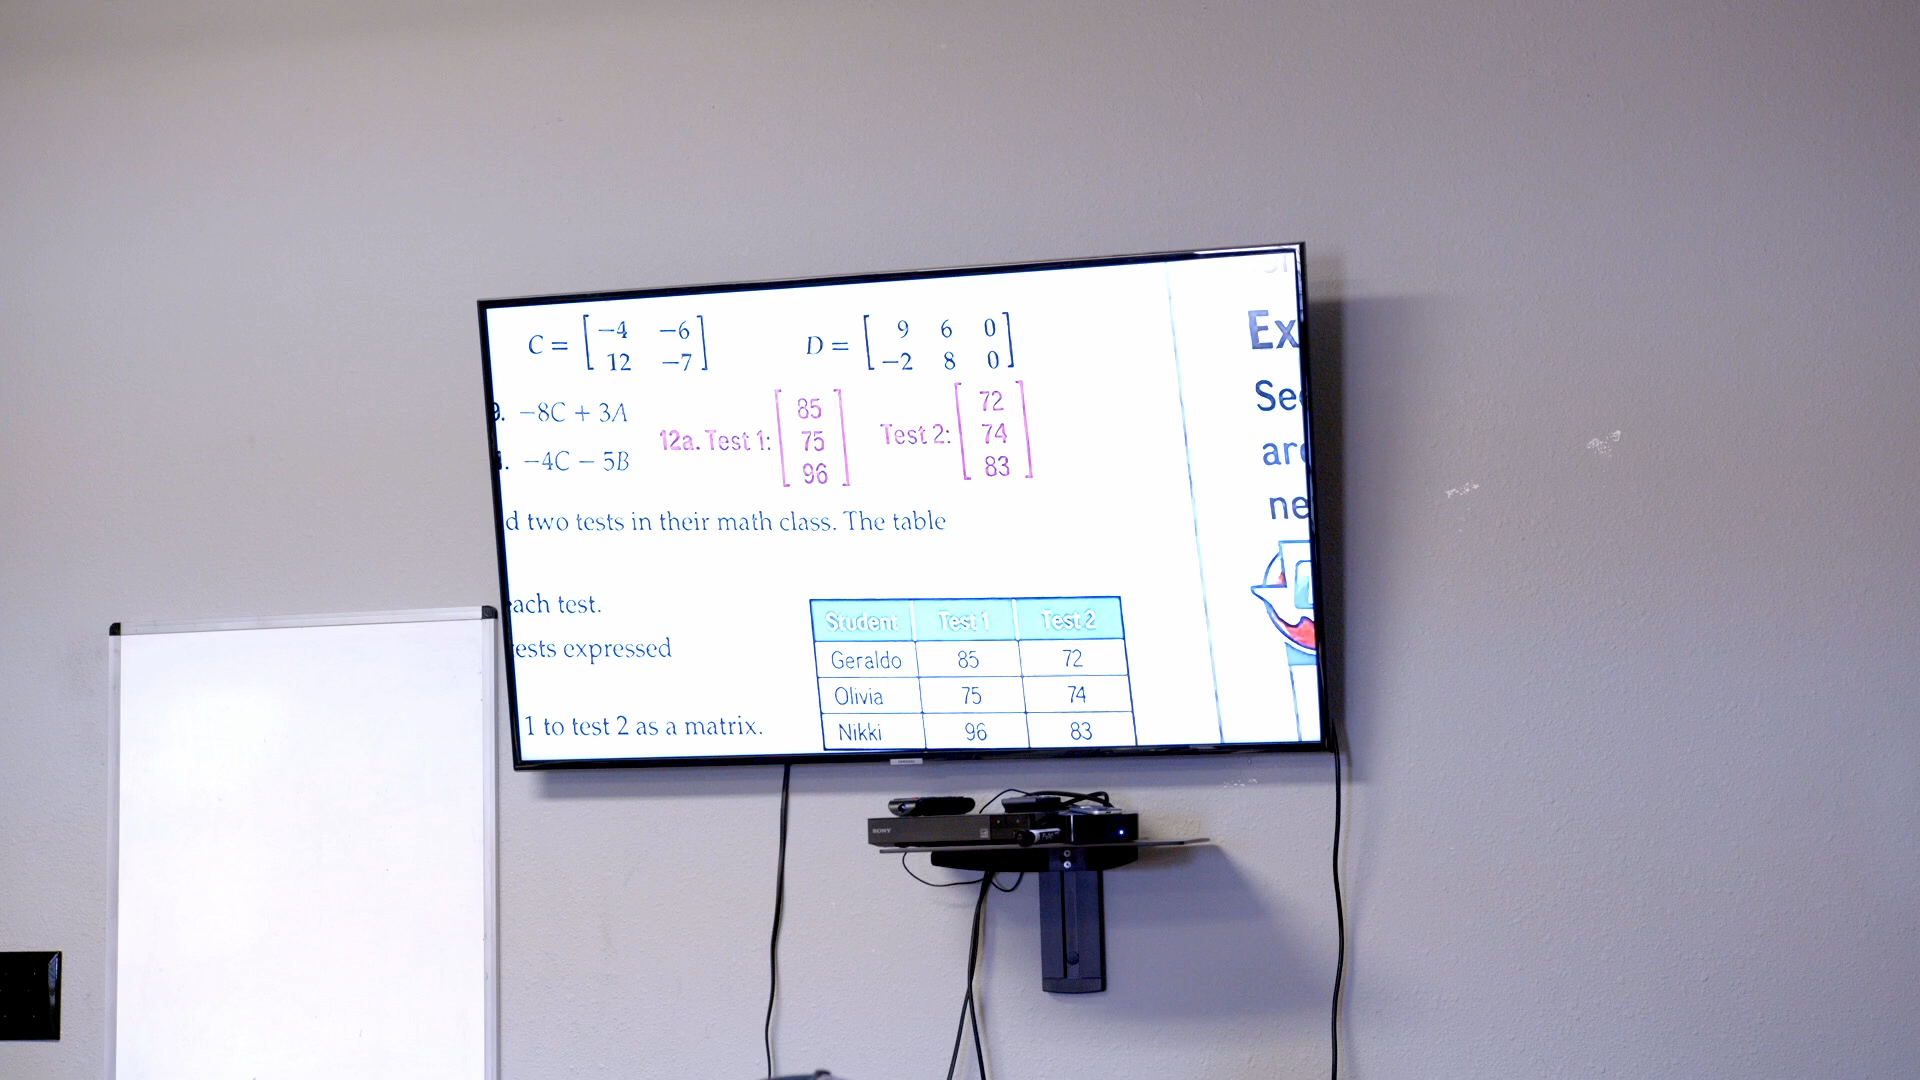 C = [ −4 −6 ]
[ 12 −7 ]
D = [ 9 6 0 ]
[ −2 8 0 ]
−8C + 3A
−4C − 5B
12a. Test 1: [ 85 75 96 ]
Test 2: [ 72 74 83 ]
d two tests in their math class. The table
ach test.
ests expressed
1 to test 2 as a matrix.
Student Test 1 Test 2
Geraldo 85 72
Olivia 75 74
Nikki 96 83
Ex
Se
are
ne
SAMSUNG
SONY